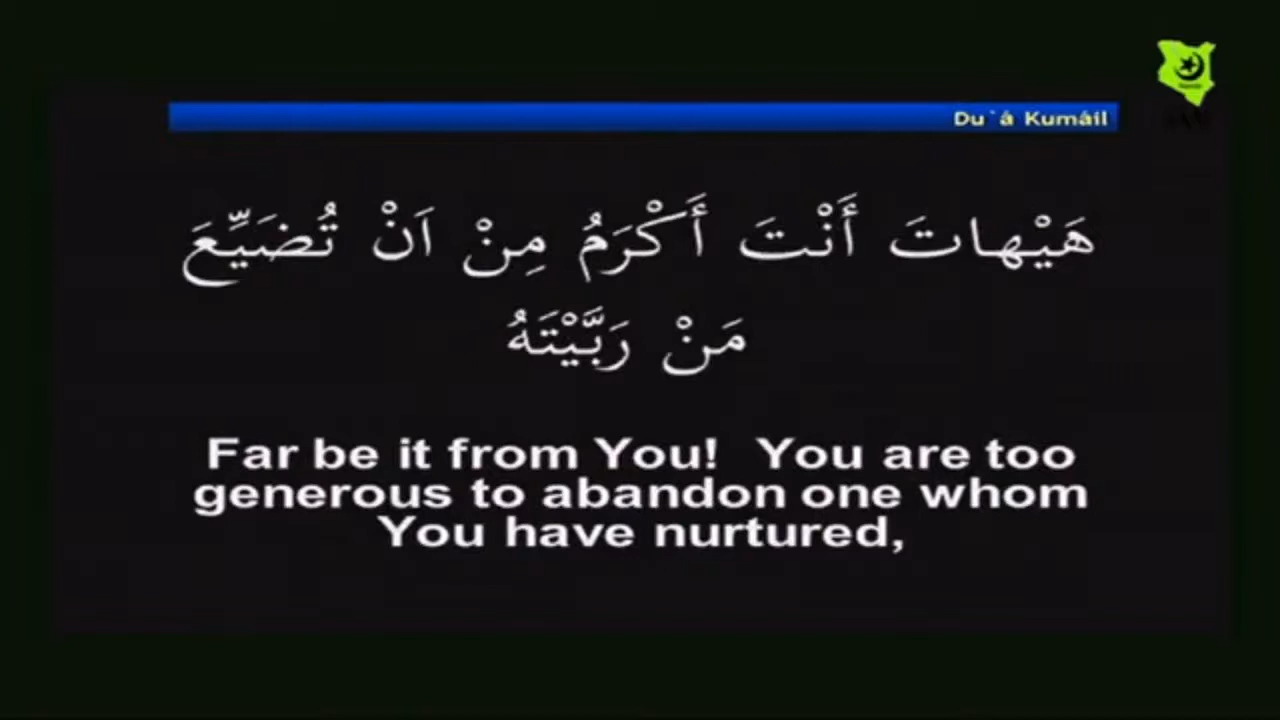 Du`á Kumáil
هَيْهاتَ أَنْتَ أَكْرَمُ مِنْ اَنْ تُضَيِّعَ
مَنْ رَبَّيْتَهُ
Far be it from You!  You are too
generous to abandon one whom
You have nurtured,